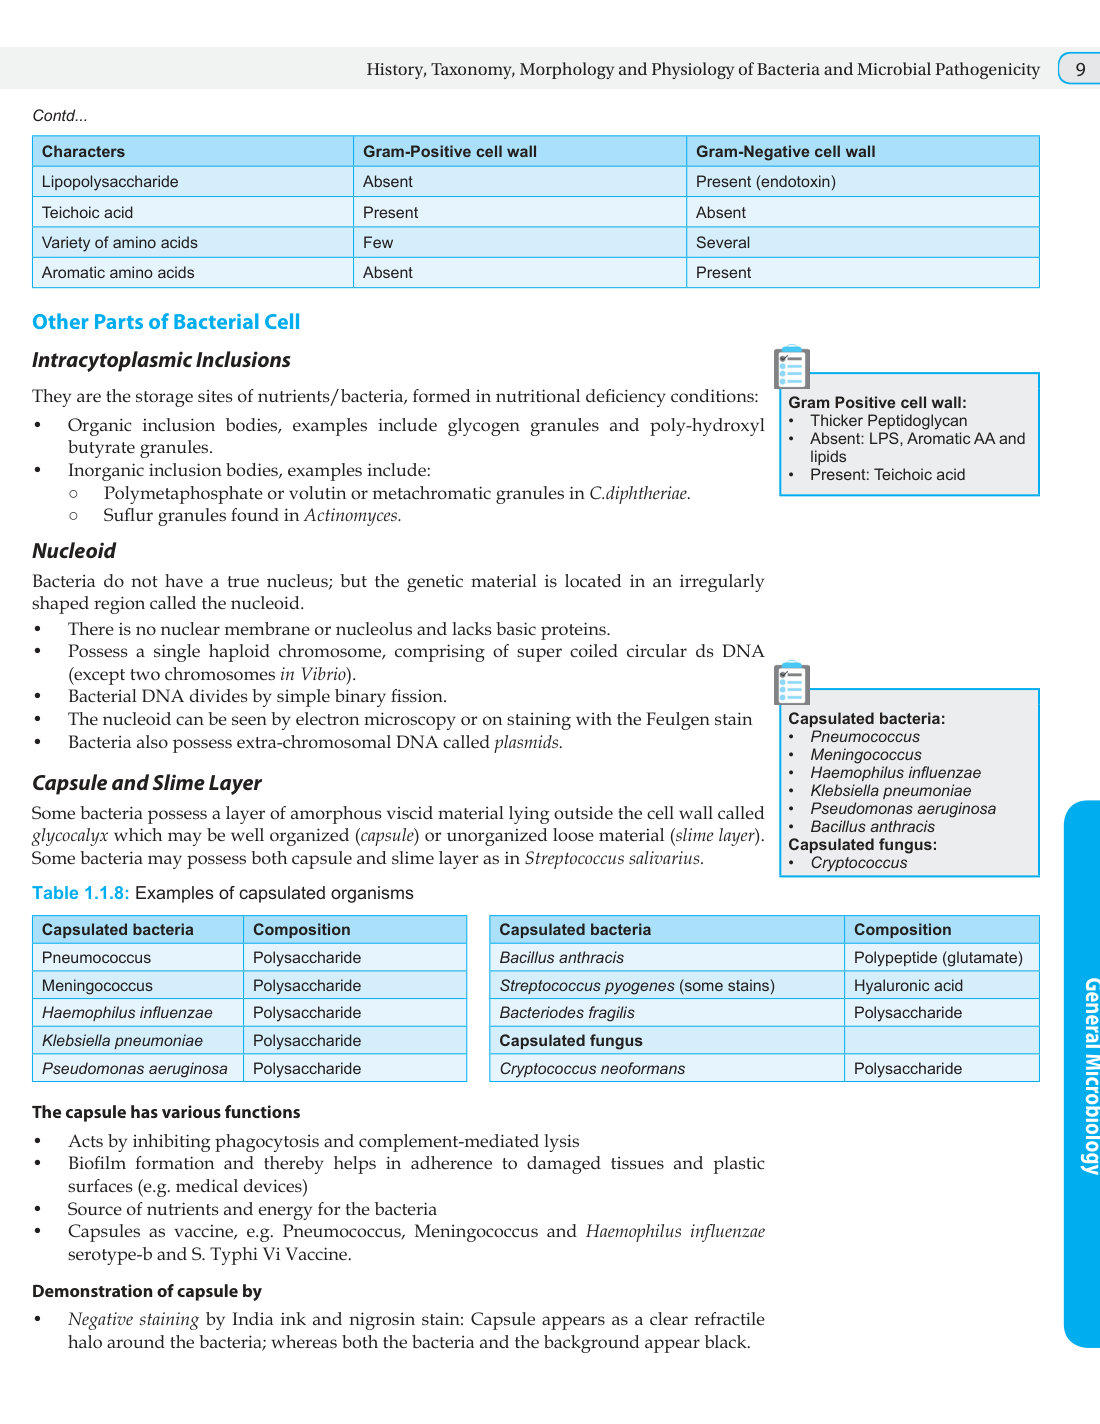 History, Taxonomy, Morphology and Physiology of Bacteria and Microbial Pathogenicity 9
Contd...
Characters Gram-Positive cell wall Gram-Negative cell wall
Lipopolysaccharide Absent Present (endotoxin)
Teichoic acid Present Absent
Variety of amino acids Few Several
Aromatic amino acids Absent Present
Other Parts of Bacterial Cell
Intracytoplasmic Inclusions
They are the storage sites of nutrients/bacteria, formed in nutritional deficiency conditions:
• Organic inclusion bodies, examples include glycogen granules and poly-hydroxyl
butyrate granules.
• Inorganic inclusion bodies, examples include:
○ Polymetaphosphate or volutin or metachromatic granules in C.diphtheriae.
○ Suflur granules found in Actinomyces.
Gram Positive cell wall:
• Thicker Peptidoglycan
• Absent: LPS, Aromatic AA and
lipids
• Present: Teichoic acid
Nucleoid
Bacteria do not have a true nucleus; but the genetic material is located in an irregularly
shaped region called the nucleoid.
• There is no nuclear membrane or nucleolus and lacks basic proteins.
• Possess a single haploid chromosome, comprising of super coiled circular ds DNA
(except two chromosomes in Vibrio).
• Bacterial DNA divides by simple binary fission.
• The nucleoid can be seen by electron microscopy or on staining with the Feulgen stain
• Bacteria also possess extra-chromosomal DNA called plasmids.
Capsule and Slime Layer
Some bacteria possess a layer of amorphous viscid material lying outside the cell wall called
glycocalyx which may be well organized (capsule) or unorganized loose material (slime layer).
Some bacteria may possess both capsule and slime layer as in Streptococcus salivarius.
Capsulated bacteria:
• Pneumococcus
• Meningococcus
• Haemophilus influenzae
• Klebsiella pneumoniae
• Pseudomonas aeruginosa
• Bacillus anthracis
Capsulated fungus:
• Cryptococcus
Table 1.1.8: Examples of capsulated organisms
Capsulated bacteria Composition Capsulated bacteria Composition
Pneumococcus Polysaccharide Bacillus anthracis Polypeptide (glutamate)
Meningococcus Polysaccharide Streptococcus pyogenes (some stains) Hyaluronic acid
Haemophilus influenzae Polysaccharide Bacteriodes fragilis Polysaccharide
Klebsiella pneumoniae Polysaccharide Capsulated fungus
Pseudomonas aeruginosa Polysaccharide Cryptococcus neoformans Polysaccharide
The capsule has various functions
• Acts by inhibiting phagocytosis and complement-mediated lysis
• Biofilm formation and thereby helps in adherence to damaged tissues and plastic
surfaces (e.g. medical devices)
• Source of nutrients and energy for the bacteria
• Capsules as vaccine, e.g. Pneumococcus, Meningococcus and Haemophilus influenzae
serotype-b and S. Typhi Vi Vaccine.
Demonstration of capsule by
• Negative staining by India ink and nigrosin stain: Capsule appears as a clear refractile
halo around the bacteria; whereas both the bacteria and the background appear black.
General Microbiology